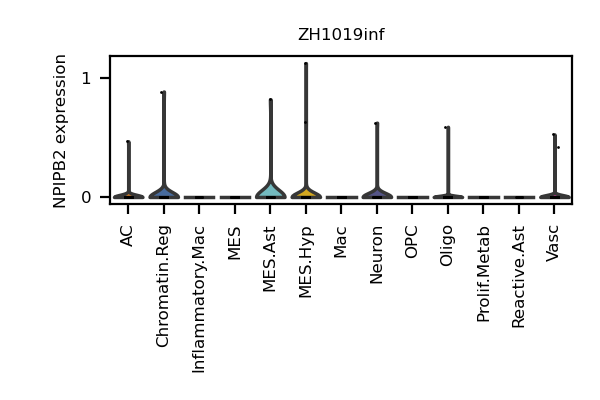 ZH1019inf
NPIPB2 expression
1
0
AC
Chromatin.Reg
Inflammatory.Mac
MES
MES.Ast
MES.Hyp
Mac
Neuron
OPC
Oligo
Prolif.Metab
Reactive.Ast
Vasc